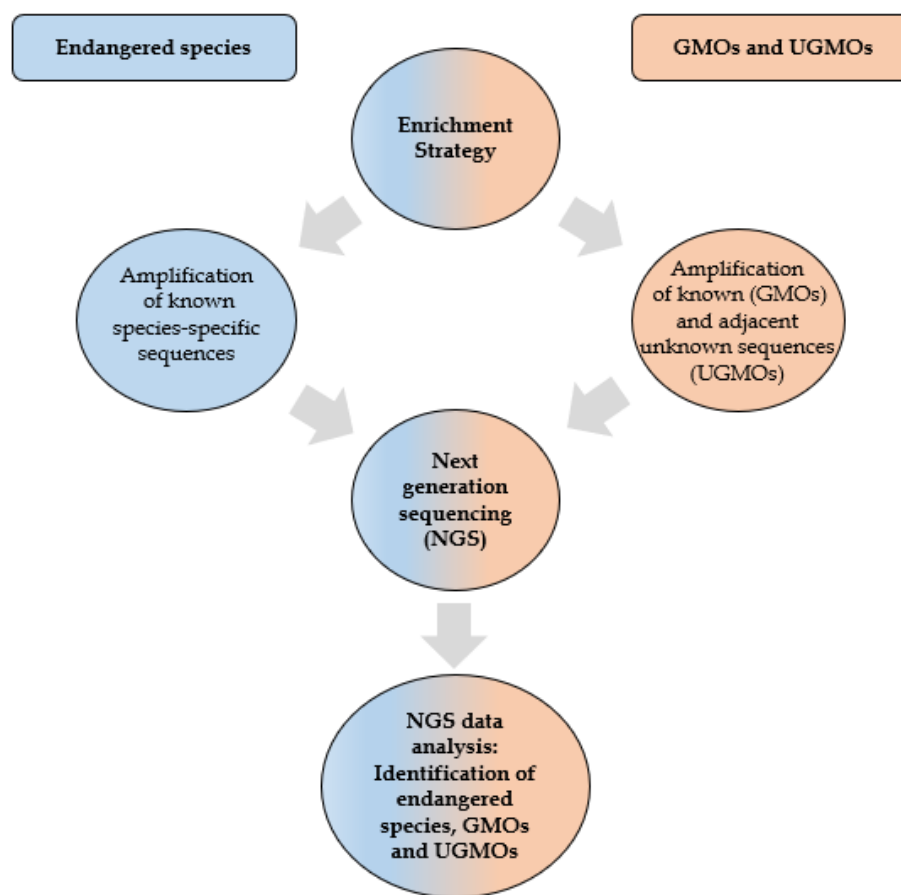 Endangered species
GMOs and UGMOs
Enrichment
Strategy
Amplification
of known
species-specific
sequences
Amplification
of known (GMOs)
and adjacent
unknown sequences
(UGMOs)
Next
generation
sequencing
(NGS)
NGS data
analysis:
Identification of
endangered
species, GMOs
and UGMOs